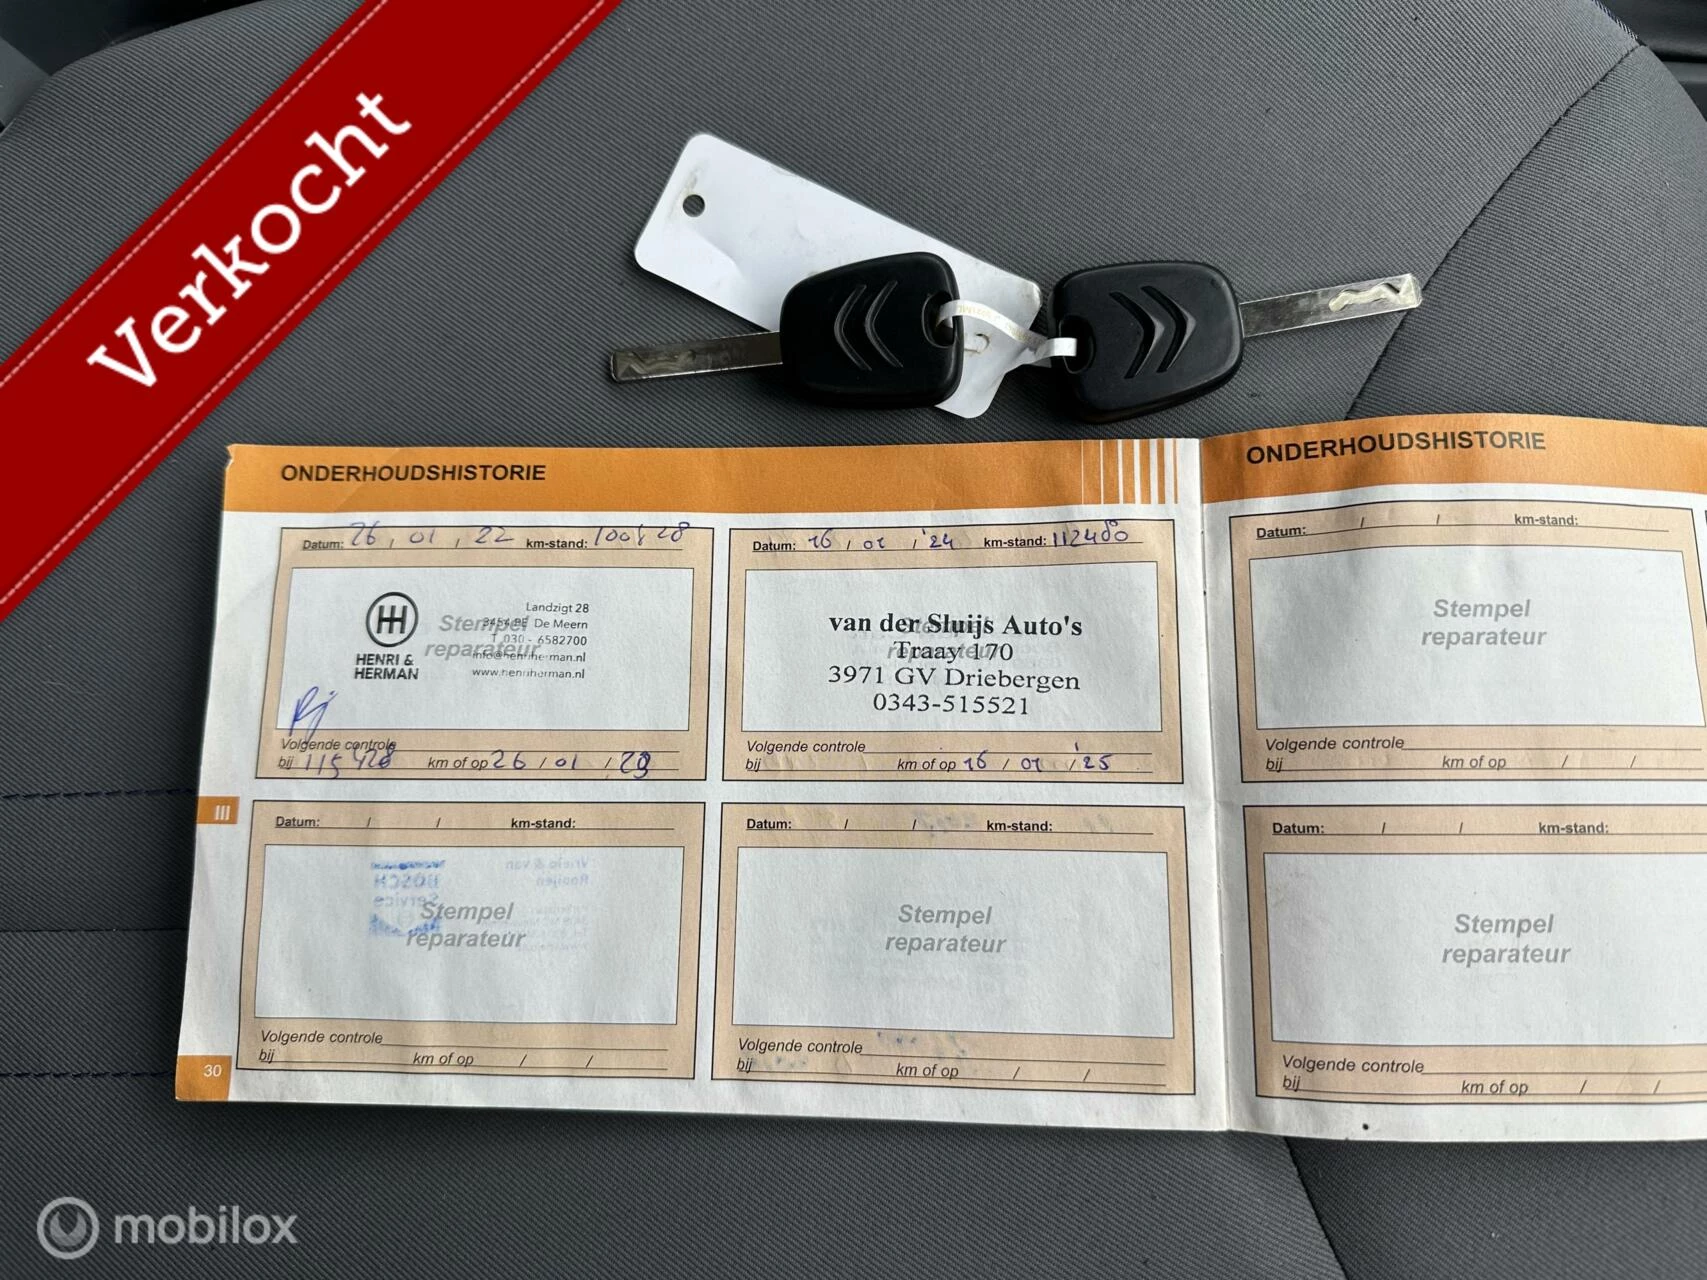 Verkocht
ONDERHOUDSHISTORIE
Datum: 26 / 01 / 22 km-stand: 100428
HENRI &
HERMAN
Landzigt 28
3454 PE De Meern
T 030 - 6582700
info@henriherman.nl
www.henriherman.nl
Stempel
reparateur
Volgende controle
bij 115428 km of op 26 / 01 / 23
Datum: 16 / 01 / '24 km-stand: 112480
van der Sluijs Auto's
Traay 170
3971 GV Driebergen
0343-515521
Volgende controle
bij km of op 16 / 01 / '25
III
Datum: / / km-stand:
Stempel
reparateur
Volgende controle
bij km of op / /
Datum: / / km-stand:
Stempel
reparateur
Volgende controle
bij km of op / /
30
ONDERHOUDSHISTORIE
Datum: / / km-stand:
Stempel
reparateur
Volgende controle
bij km of op / /
Datum: / / km-stand:
Stempel
reparateur
Volgende controle
bij km of op / /
mobilox